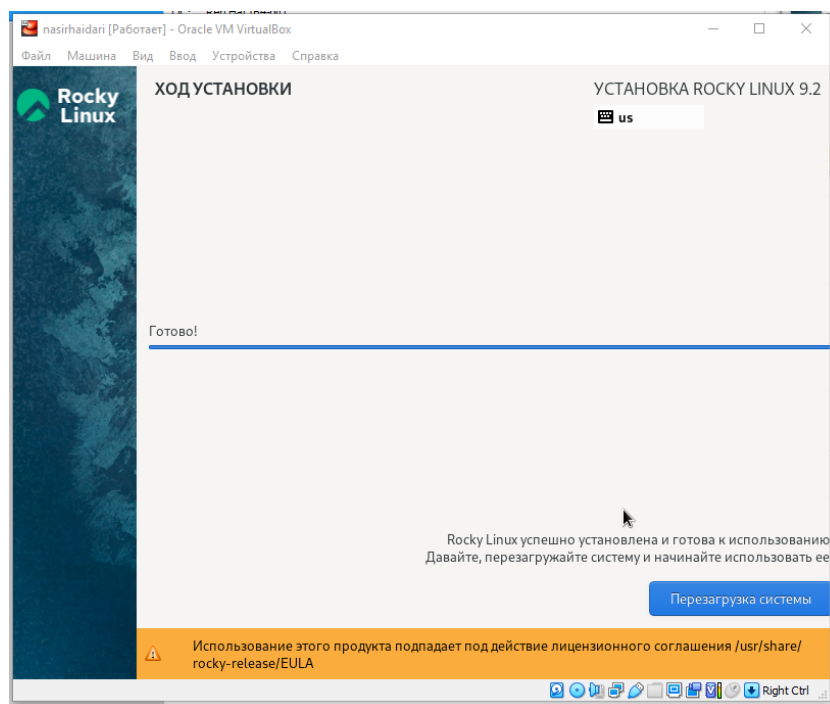 nasirhaidari [Работает] - Oracle VM VirtualBox
Файл Машина Вид Ввод Устройства Справка
Rocky
Linux
ХОД УСТАНОВКИ
УСТАНОВКА ROCKY LINUX 9.2
us
Готово!
Rocky Linux успешно установлена и готова к использованию
Давайте, перезагружайте систему и начинайте использовать ее
Перезагрузка системы
Использование этого продукта подпадает под действие лицензионного соглашения /usr/share/
rocky-release/EULA
Right Ctrl